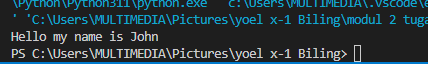 \Python\Python311\python.exe' 'c:\Users\MULTIMEDIA\.vscode\e
' 'C:\Users\MULTIMEDIA\Pictures\yoel x-1 Biling\modul 2 tuga
Hello my name is John
PS C:\Users\MULTIMEDIA\Pictures\yoel x-1 Biling>